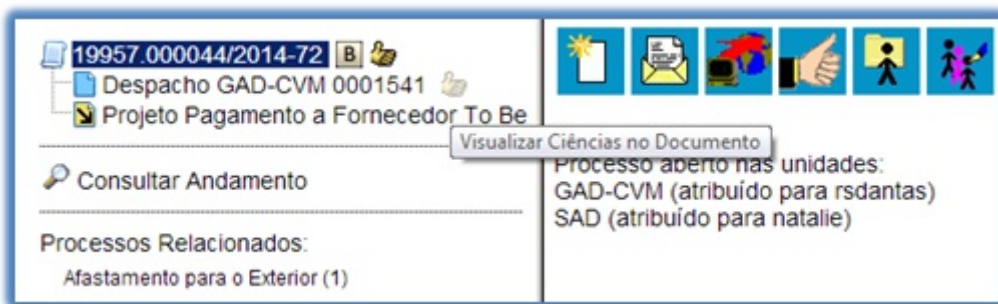 19957.000044/2014-72 B
Despacho GAD-CVM 0001541
Projeto Pagamento a Fornecedor To Be
Visualizar Ciências no Documento
Consultar Andamento
Processos Relacionados:
Afastamento para o Exterior (1)
Processo aberto nas unidades:
GAD-CVM (atribuído para rsdantas)
SAD (atribuído para natalie)